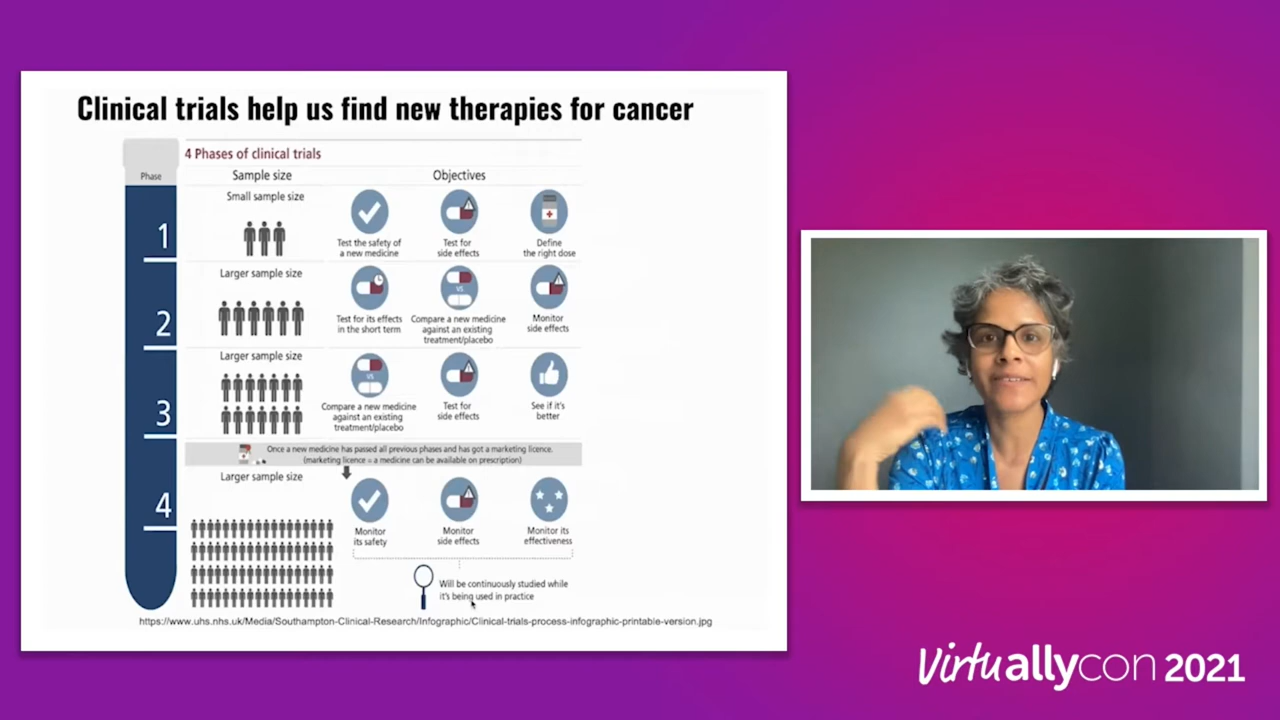 Clinical trials help us find new therapies for cancer
4 Phases of clinical trials
Phase
Sample size
Objectives
1
Small sample size
Test the safety of
a new medicine
Test for
side effects
Define
the right dose
2
Larger sample size
Test for its effects
in the short term
VS
Compare a new medicine
against an existing
treatment/placebo
Monitor
side effects
3
Larger sample size
VS
Compare a new medicine
against an existing
treatment/placebo
Test for
side effects
See if it's
better
Once a new medicine has passed all previous phases and has got a marketing licence.
(marketing licence = a medicine can be available on prescription)
4
Larger sample size
Monitor
its safety
Monitor
side effects
Monitor its
effectiveness
Will be continuously studied while
it's being used in practice
https://www.uhs.nhs.uk/Media/Southampton-Clinical-Research/Infographic/Clinical-trials-process-infographic-printable-version.jpg
Virtuallycon 2021